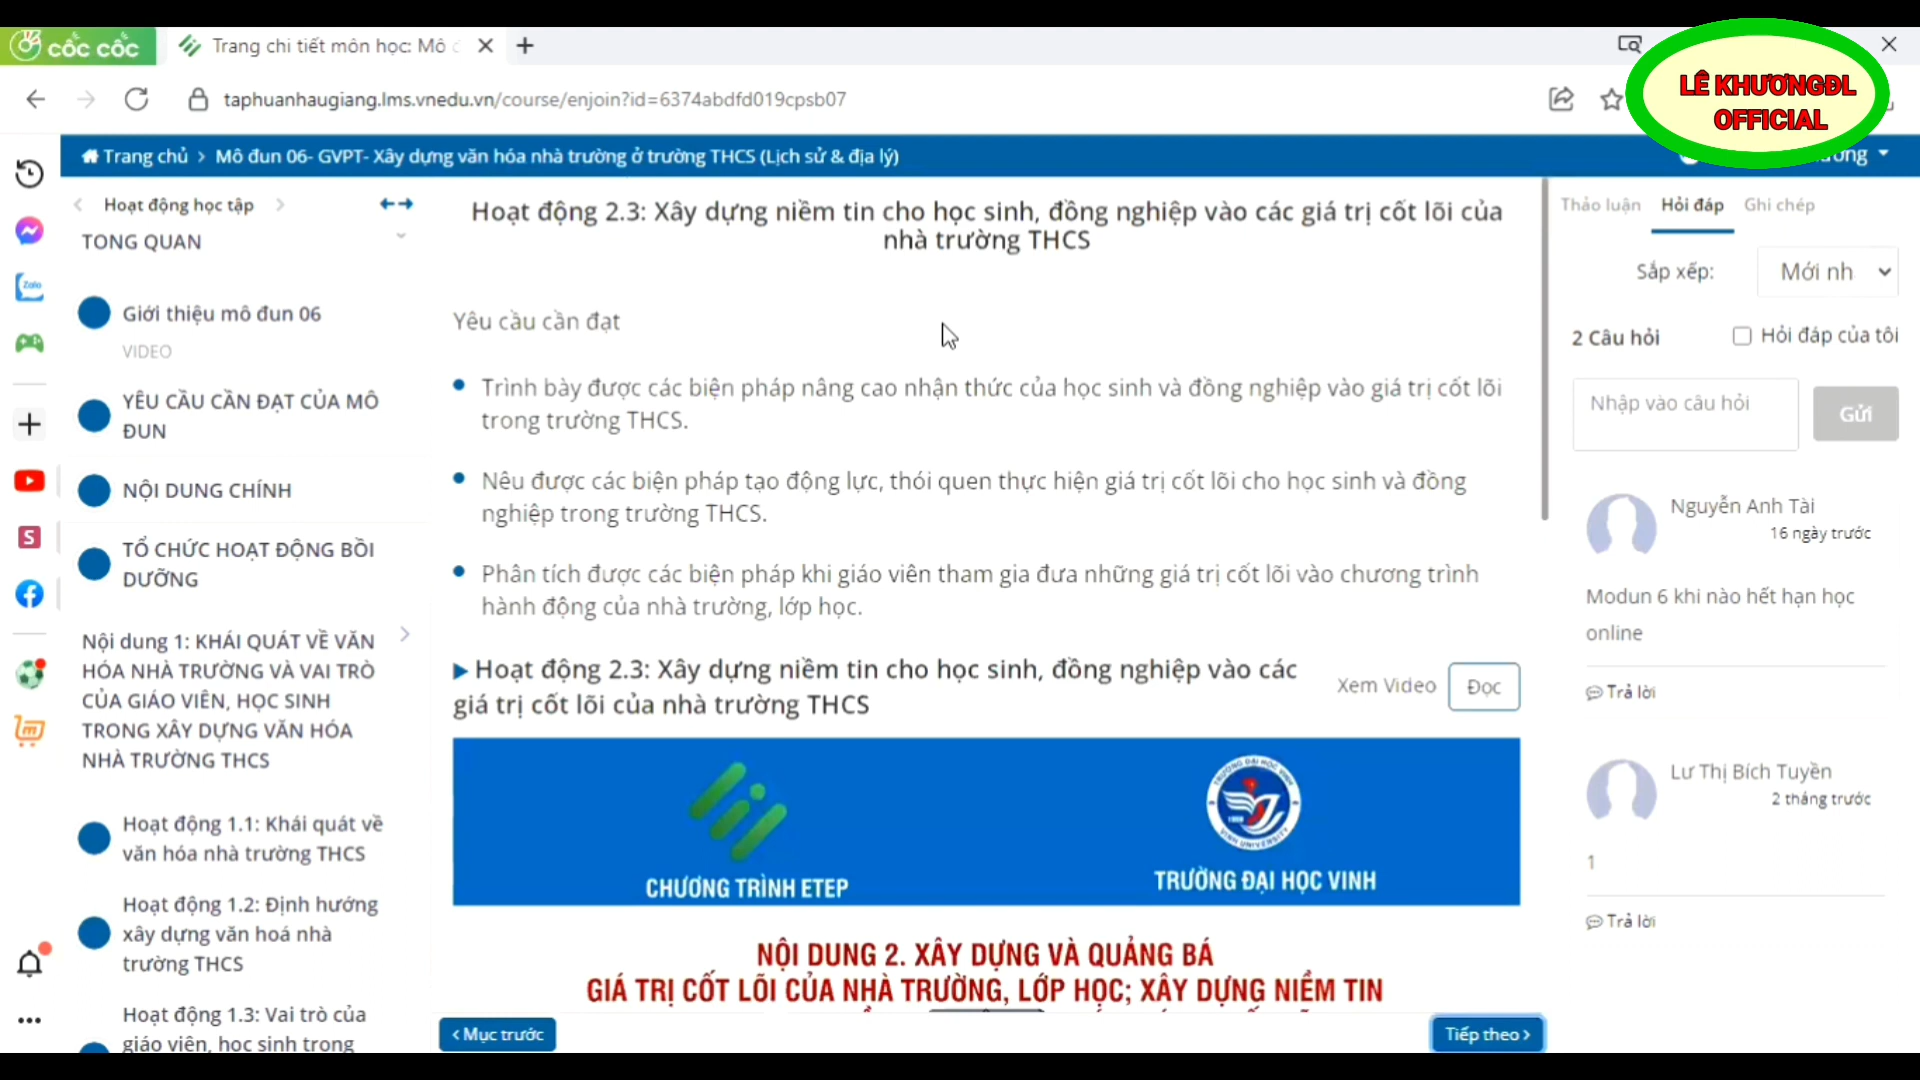 cốc cốc
Trang chi tiết môn học: Mô
LÊ KHƯƠNGĐL
OFFICIAL
taphuanhaugiang.lms.vnedu.vn/course/enjoin?id=6374abdfd019cpsb07
Trang chủ > Mô đun 06- GVPT- Xây dựng văn hóa nhà trường ở trường THCS (Lịch sử & địa lý)
Hoạt động học tập
TONG QUAN
Giới thiệu mô đun 06
VIDEO
YÊU CẦU CẦN ĐẠT CỦA MÔ
ĐUN
NỘI DUNG CHÍNH
TỔ CHỨC HOẠT ĐỘNG BỒI
DƯỠNG
Nội dung 1: KHÁI QUÁT VỀ VĂN
HÓA NHÀ TRƯỜNG VÀ VAI TRÒ
CỦA GIÁO VIÊN, HỌC SINH
TRONG XÂY DỰNG VĂN HÓA
NHÀ TRƯỜNG THCS
Hoạt động 1.1: Khái quát về
văn hóa nhà trường THCS
Hoạt động 1.2: Định hướng
xây dựng văn hoá nhà
trường THCS
Hoạt động 1.3: Vai trò của
giáo viên, học sinh trong
Zalo
S
Hoạt động 2.3: Xây dựng niềm tin cho học sinh, đồng nghiệp vào các giá trị cốt lõi của
nhà trường THCS
Yêu cầu cần đạt
Trình bày được các biện pháp nâng cao nhận thức của học sinh và đồng nghiệp vào giá trị cốt lõi
trong trường THCS.
Nêu được các biện pháp tạo động lực, thói quen thực hiện giá trị cốt lõi cho học sinh và đồng
nghiệp trong trường THCS.
Phân tích được các biện pháp khi giáo viên tham gia đưa những giá trị cốt lõi vào chương trình
hành động của nhà trường, lớp học.
Hoạt động 2.3: Xây dựng niềm tin cho học sinh, đồng nghiệp vào các
giá trị cốt lõi của nhà trường THCS
Xem Video
Đọc
CHƯƠNG TRÌNH ETEP
TRƯỜNG ĐẠI HỌC VINH
NỘI DUNG 2. XÂY DỰNG VÀ QUẢNG BÁ
GIÁ TRỊ CỐT LÕI CỦA NHÀ TRƯỜNG, LỚP HỌC; XÂY DỰNG NIỀM TIN
< Mục trước
Tiếp theo >
Thảo luận Hỏi đáp Ghi chép
Sắp xếp: Mới nh
2 Câu hỏi Hỏi đáp của tôi
Nhập vào câu hỏi Gửi
Nguyễn Anh Tài
16 ngày trước
Modun 6 khi nào hết hạn học
online
Trả lời
Lư Thị Bích Tuyền
2 tháng trước
1
Trả lời